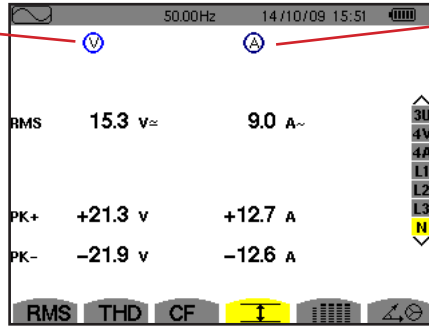 50.00Hz 14/10/09 15:51
V A
RMS 15.3 V≃ 9.0 A~
3U
4V
4A
L1
L2
L3
N
PK+ +21.3 V +12.7 A
PK- -21.9 V -12.6 A
RMS THD CF